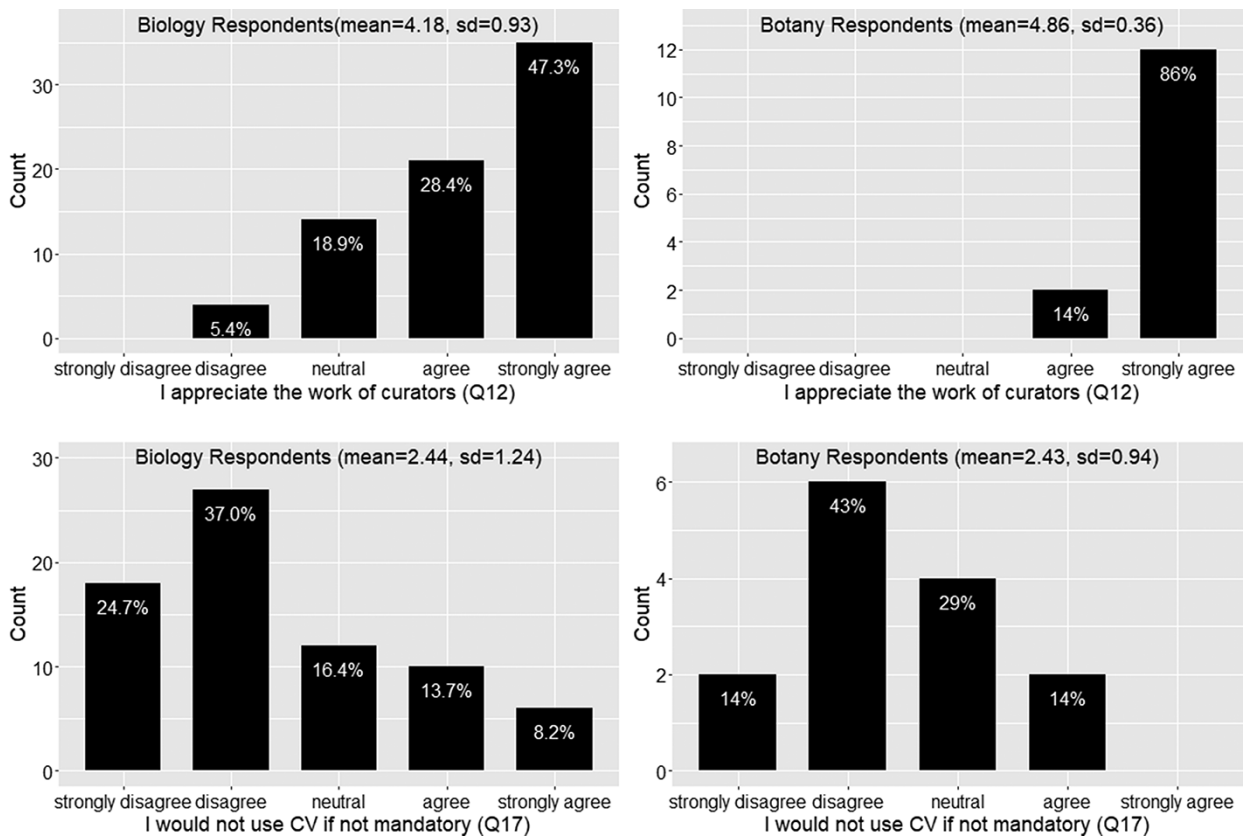 Biology Respondents(mean=4.18, sd=0.93)
Count
30
20
10
0
5.4%
18.9%
28.4%
47.3%
strongly disagree disagree neutral agree strongly agree
I appreciate the work of curators (Q12)
Botany Respondents (mean=4.86, sd=0.36)
Count
12
10
8
6
4
2
0
14%
86%
strongly disagree disagree neutral agree strongly agree
I appreciate the work of curators (Q12)
Biology Respondents (mean=2.44, sd=1.24)
Count
30
20
10
0
24.7%
37.0%
16.4%
13.7%
8.2%
strongly disagree disagree neutral agree strongly agree
I would not use CV if not mandatory (Q17)
Botany Respondents (mean=2.43, sd=0.94)
Count
6
4
2
0
14%
43%
29%
14%
strongly disagree disagree neutral agree strongly agree
I would not use CV if not mandatory (Q17)